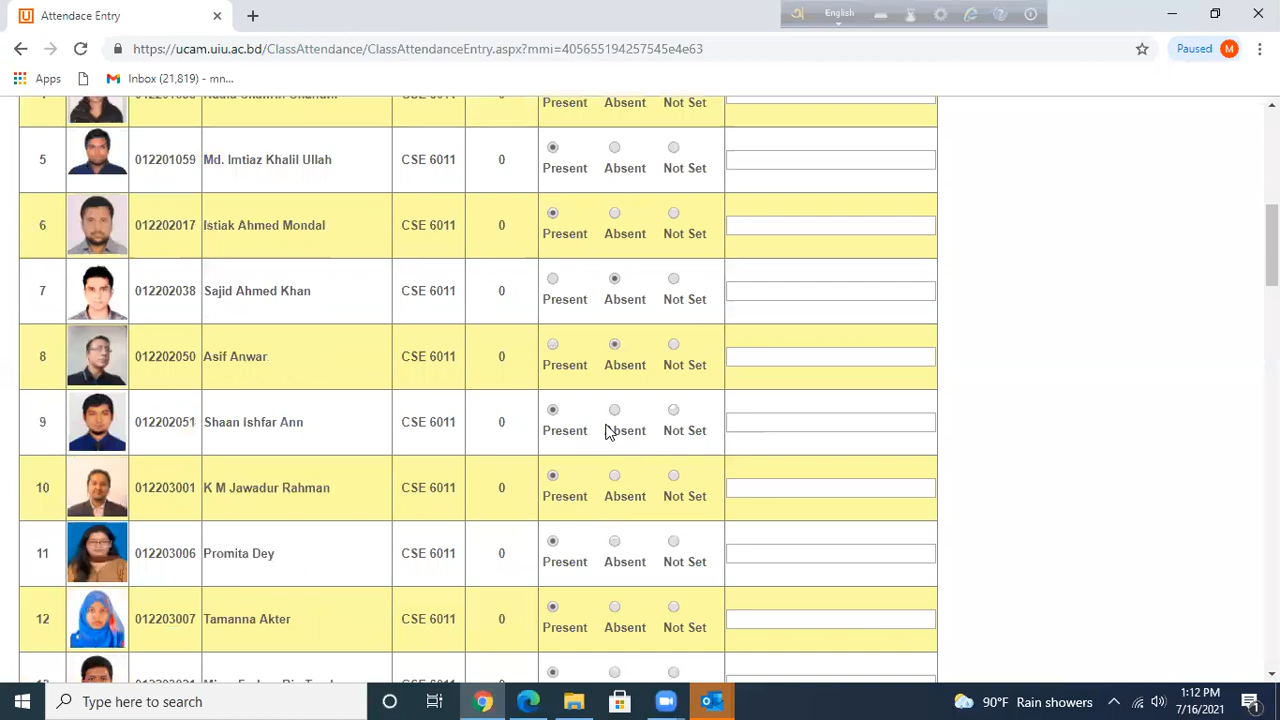 Attendace Entry
English
https://ucam.uiu.ac.bd/ClassAttendance/ClassAttendanceEntry.aspx?mmi=405655194257545e4e63
Paused M
Apps Inbox (21,819) - mn...
Present Absent Not Set
5 012201059 Md. Imtiaz Khalil Ullah CSE 6011 0 Present Absent Not Set
6 012202017 Istiak Ahmed Mondal CSE 6011 0 Present Absent Not Set
7 012202038 Sajid Ahmed Khan CSE 6011 0 Present Absent Not Set
8 012202050 Asif Anwar CSE 6011 0 Present Absent Not Set
9 012202051 Shaan Ishfar Ann CSE 6011 0 Present Absent Not Set
10 012203001 K M Jawadur Rahman CSE 6011 0 Present Absent Not Set
11 012203006 Promita Dey CSE 6011 0 Present Absent Not Set
12 012203007 Tamanna Akter CSE 6011 0 Present Absent Not Set
Type here to search
90°F Rain showers
1:12 PM
7/16/2021
1